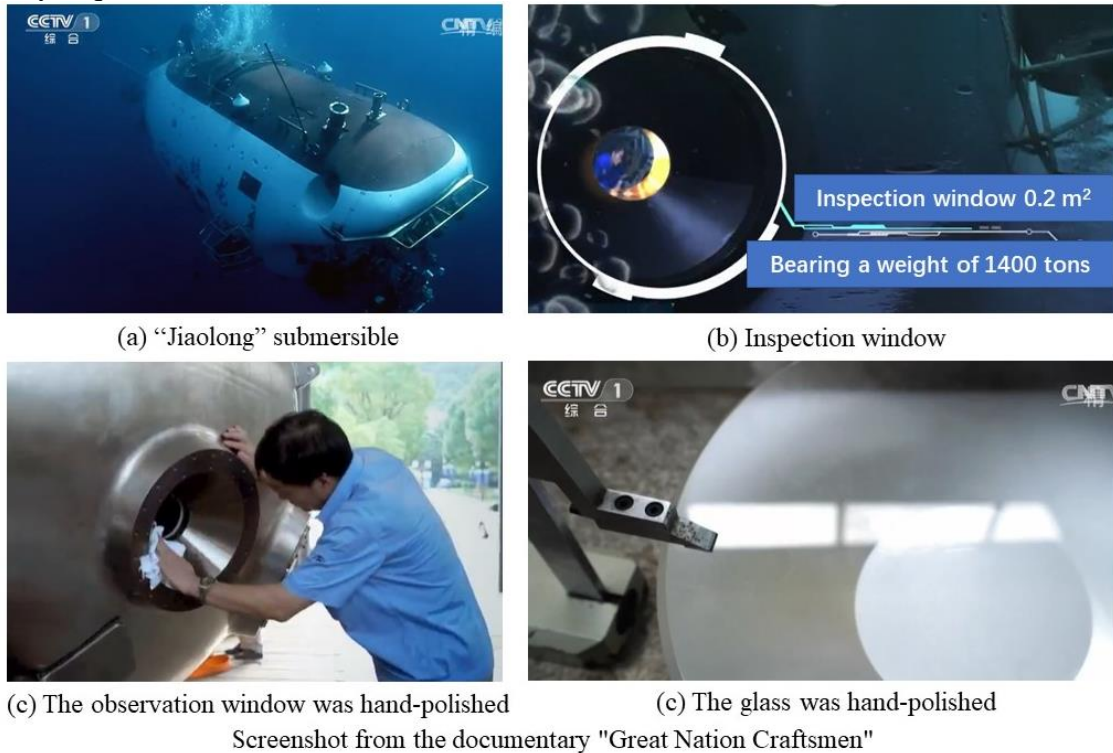 CCTV 1
综合
(a) “Jiaolong” submersible
Inspection window 0.2 m²
Bearing a weight of 1400 tons
(b) Inspection window
CCTV 1
综合
(c) The observation window was hand-polished
(c) The glass was hand-polished
Screenshot from the documentary "Great Nation Craftsmen"